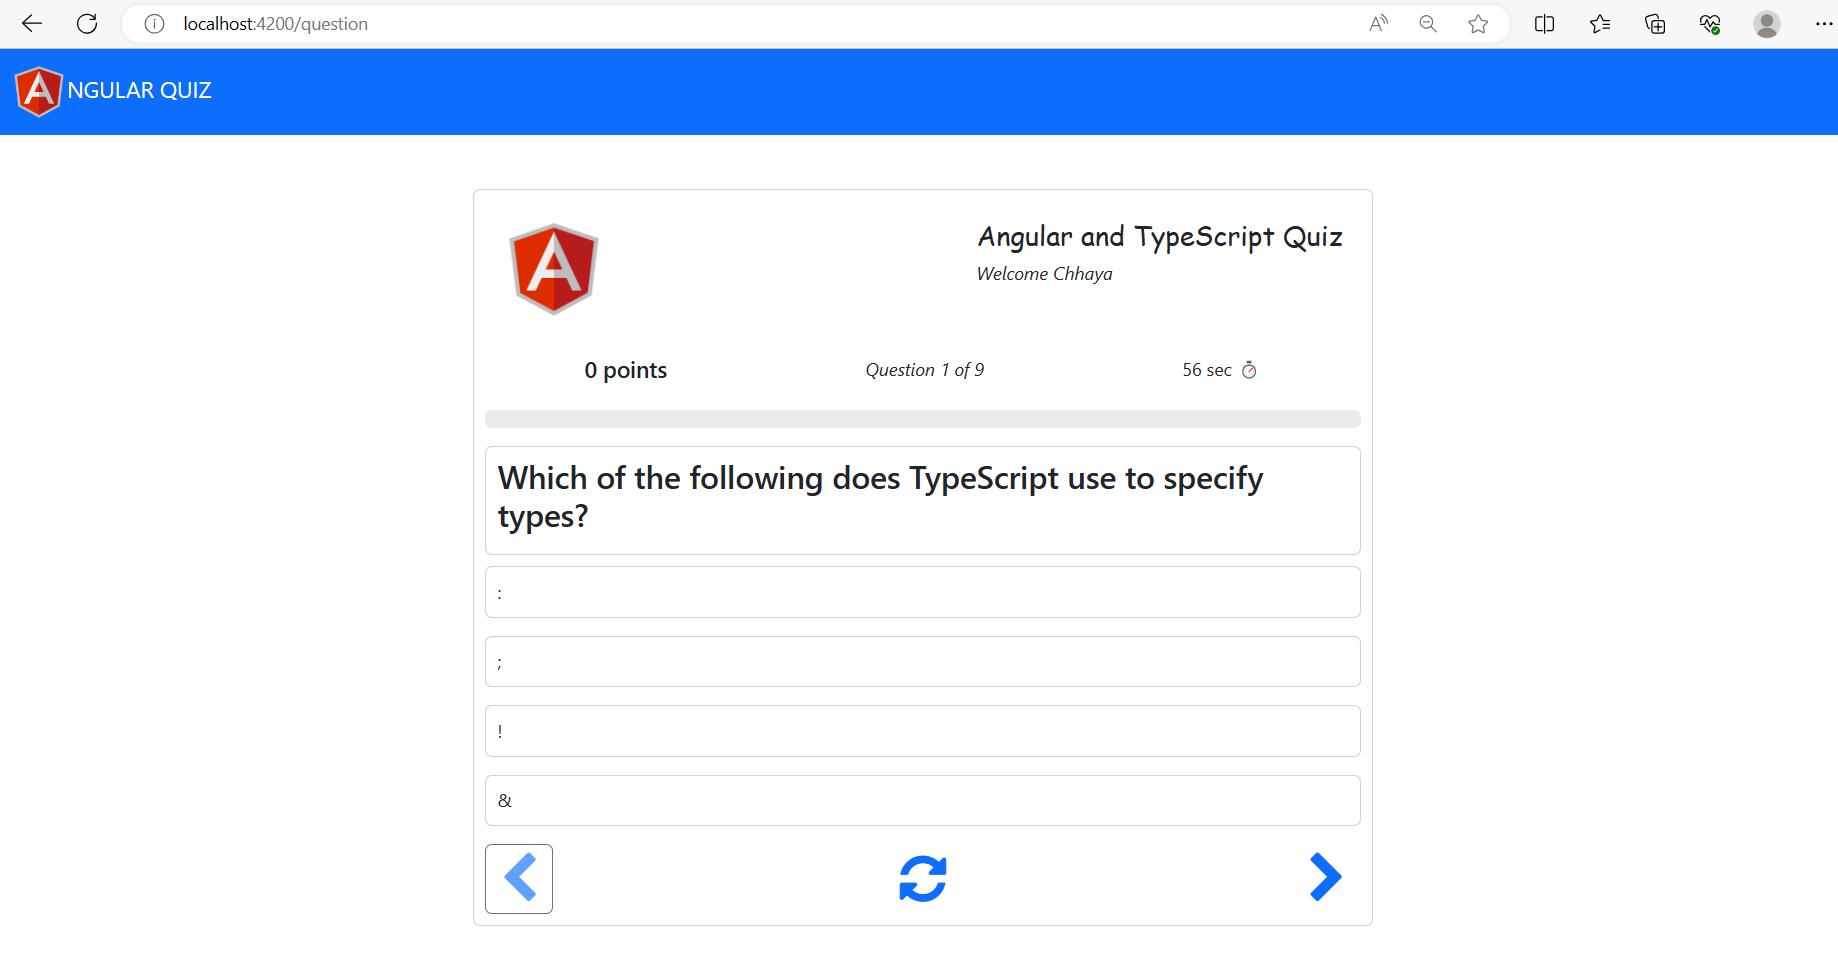 localhost:4200/question
NGULAR QUIZ
Angular and TypeScript Quiz
Welcome Chhaya
0 points
Question 1 of 9
56 sec
Which of the following does TypeScript use to specify
types?
:
;
!
&